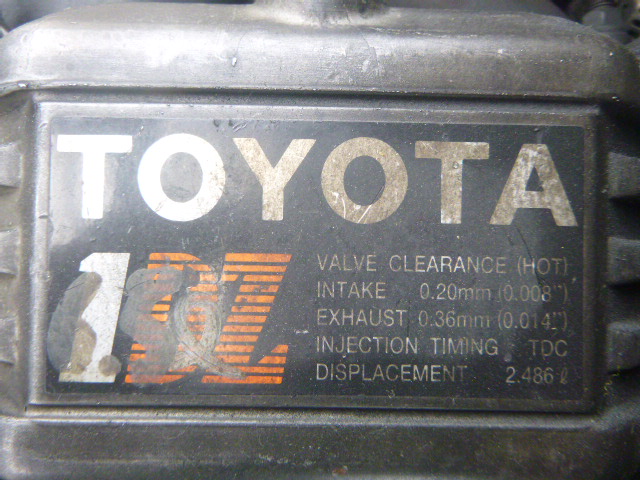 TOYOTA
1DZ
VALVE CLEARANCE (HOT)
INTAKE 0.20mm (0.008")
EXHAUST 0.36mm (0.014")
INJECTION TIMING TDC
DISPLACEMENT 2.486 ℓ